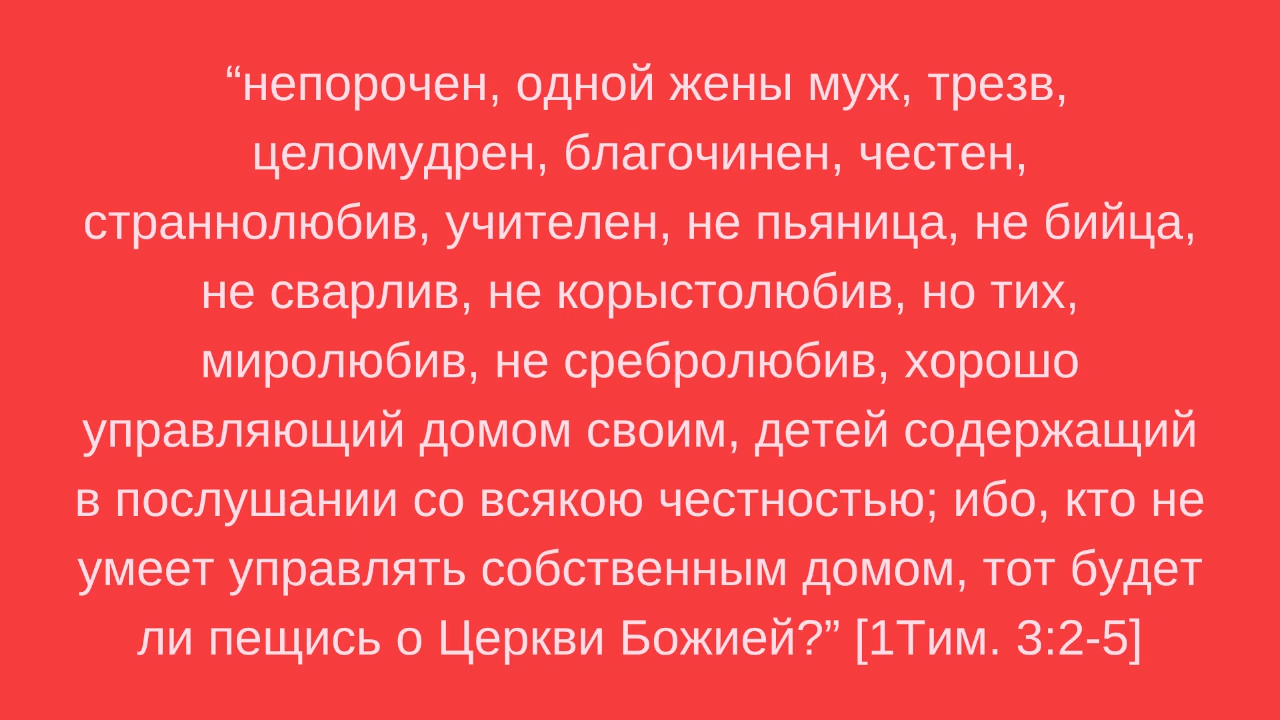 “непорочен, одной жены муж, трезв,
целомудрен, благочинен, честен,
страннолюбив, учителен, не пьяница, не бийца,
не сварлив, не корыстолюбив, но тих,
миролюбив, не сребролюбив, хорошо
управляющий домом своим, детей содержащий
в послушании со всякою честностью; ибо, кто не
умеет управлять собственным домом, тот будет
ли пещись о Церкви Божией?” [1Тим. 3:2-5]